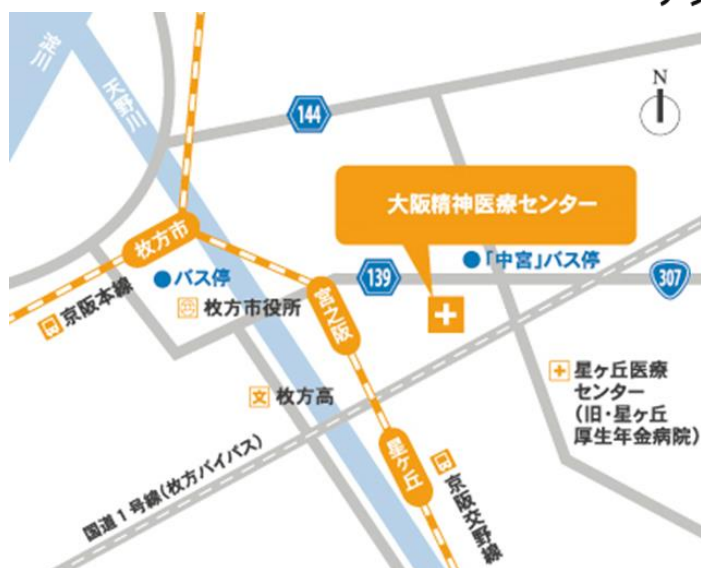 淀川
天野川
144
N
大阪精神医療センター
枚方市
バス停
139
「中宮」バス停
307
京阪本線
枚方市役所
宮之阪
枚方高
星ヶ丘医療
センター
(旧・星ヶ丘
厚生年金病院)
星ヶ丘
国道1号線(枚方バイパス)
京阪交野線